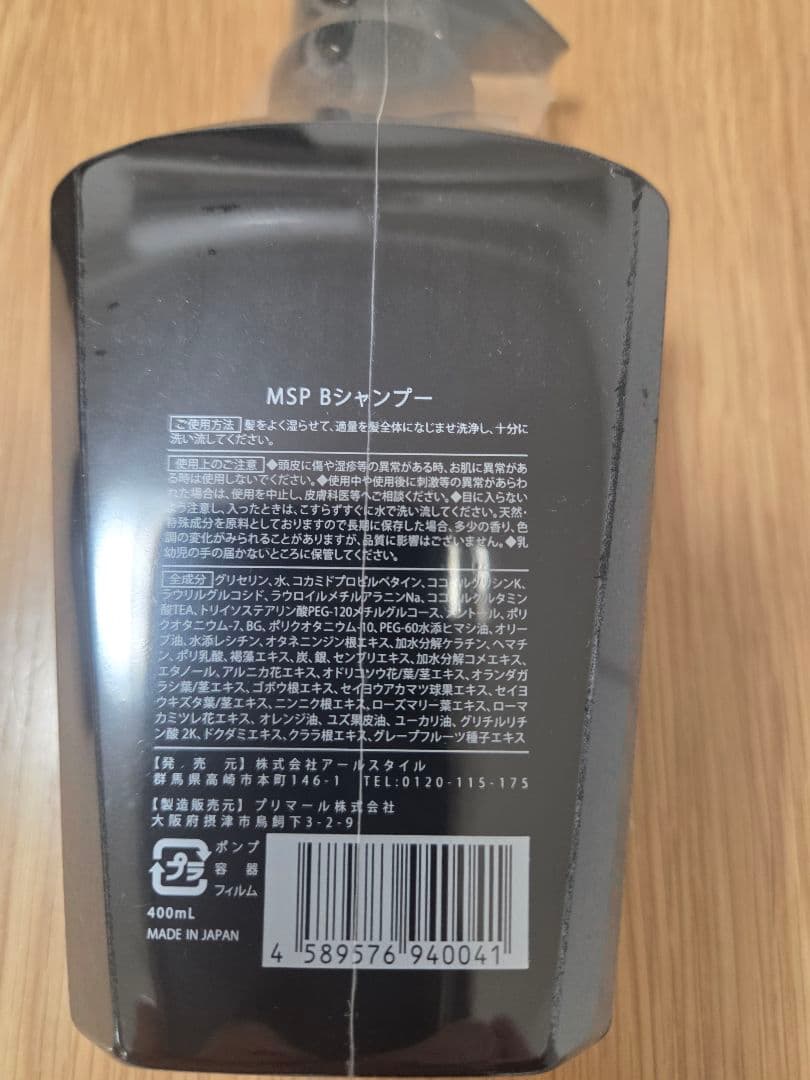 MSP Bシャンプー
ご使用方法 髪をよく湿らせて、適量を髪全体になじませ洗浄し、十分に
洗い流してください。
使用上のご注意 ◆頭皮に傷や湿疹等の異常がある時、お肌に異常があ
る時は使用しないでください。◆使用中や使用後に刺激等の異常があらわ
れた場合は、使用を中止し、皮膚科医等へご相談ください。◆目に入らない
よう注意し、入ったときは、こすらずすぐに水で洗い流してください。天然・
特殊成分を原料としておりますので長期に保存した場合、多少の香り、色
調の変化がみられることがありますが、品質に影響はございません。◆乳
幼児の手の届かないところに保管してください。
全成分 グリセリン、水、コカミドプロピルベタイン、ココイルグリシンK、
ラウリルグルコシド、ラウロイルメチルアラニンNa、ココイルグルタミン
酸TEA、トリイソステアリン酸PEG-120メチルグルコース、メントール、ポリ
クオタニウム-7、BG、ポリクオタニウム-10、PEG-60水添ヒマシ油、オリー
ブ油、水添レシチン、オタネニンジン根エキス、加水分解ケラチン、ヘマチ
ン、ポリ乳酸、褐藻エキス、炭、銀、センブリエキス、加水分解コメエキス、
エタノール、アルニカ花エキス、オドリコソウ花/葉/茎エキス、オランダガ
ラシ葉/茎エキス、ゴボウ根エキス、セイヨウアカマツ球果エキス、セイヨ
ウキズタ葉/茎エキス、ニンニク根エキス、ローズマリー葉エキス、ローマ
カミツレ花エキス、オレンジ油、ユズ果皮油、ユーカリ油、グリチルリチ
ン酸 2K、ドクダミエキス、クララ根エキス、グレープフルーツ種子エキス
【発 . 売 元】株式会社アールスタイル
群馬県高崎市本町146-1 TEL:0120-115-175
【製造販売元】プリマール株式会社
大阪府摂津市鳥飼下3-2-9
プラ
ポンプ
容器
フィルム
400mL
MADE IN JAPAN
4 589576 940041